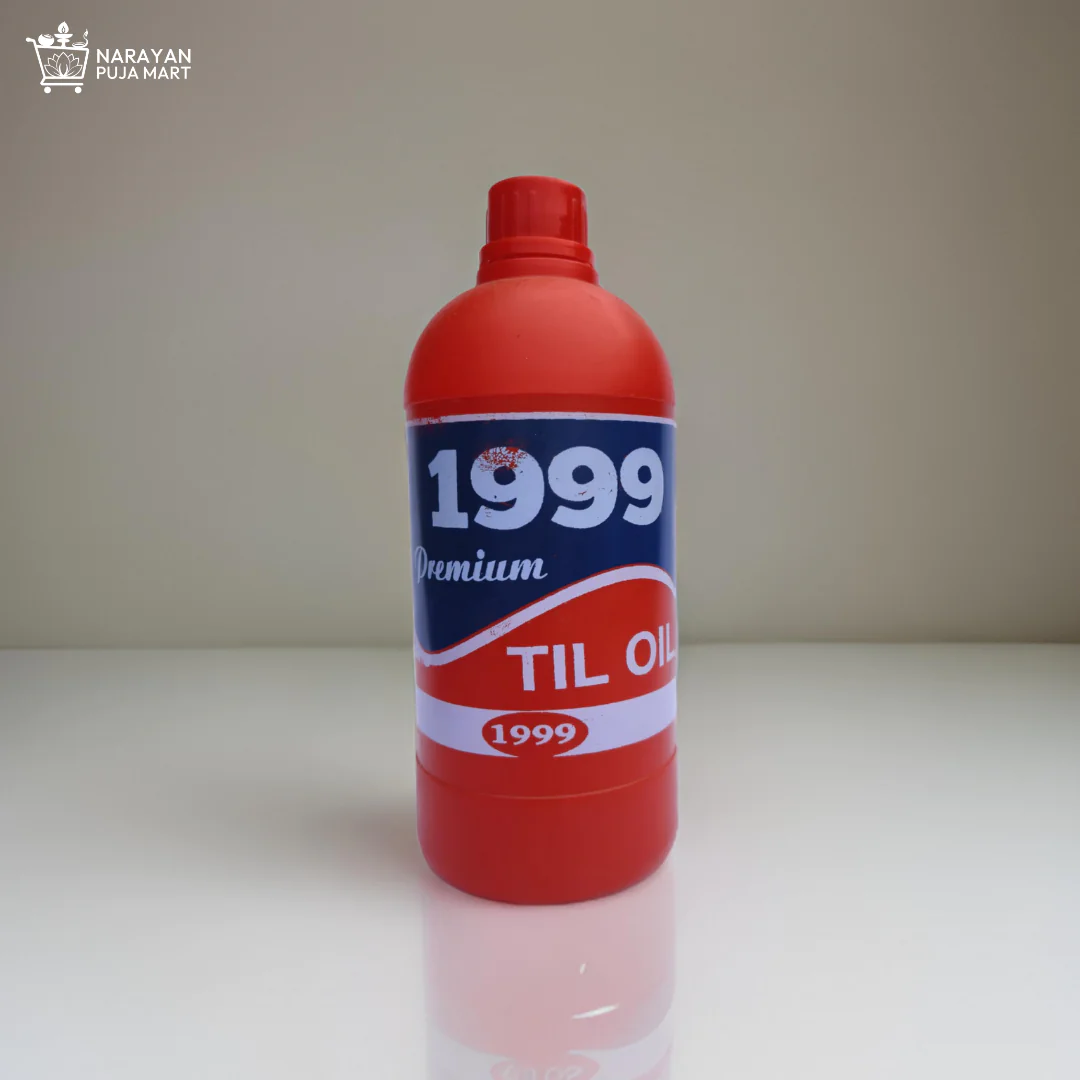 NARAYAN
PUJA MART
1999
Premium
TIL OIL
1999